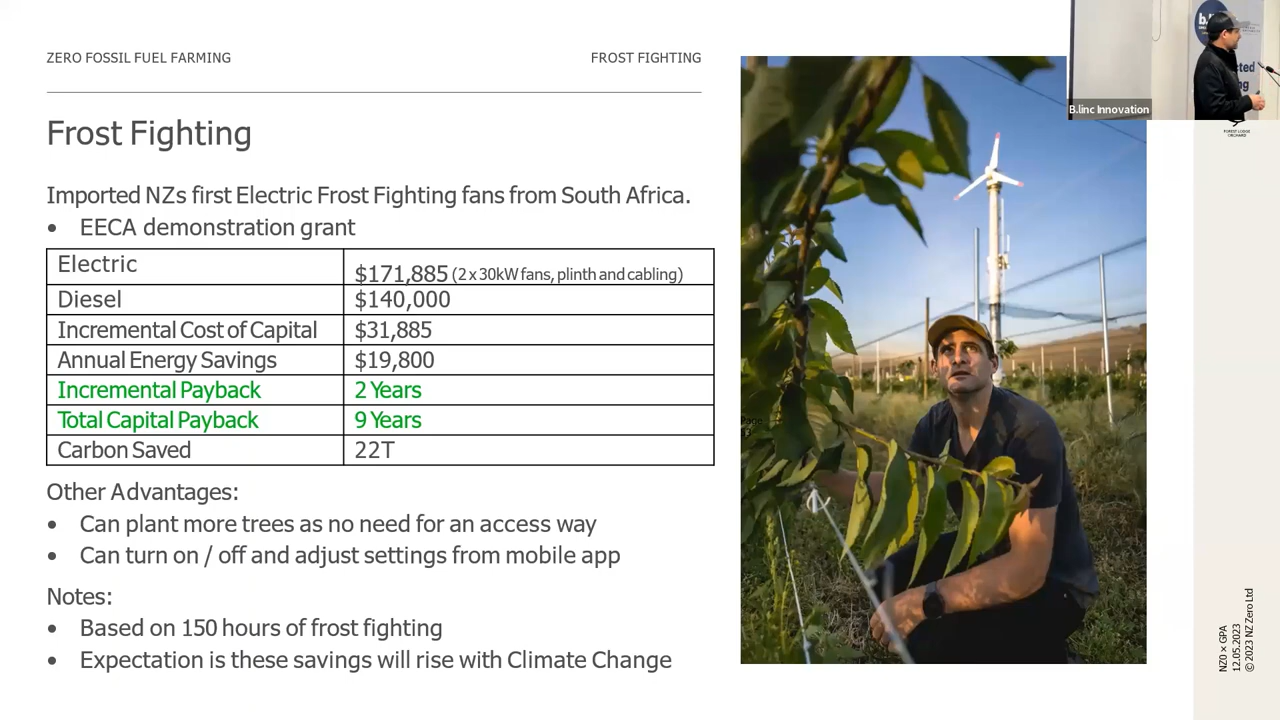 ZERO FOSSIL FUEL FARMING
FROST FIGHTING
Frost Fighting
Imported NZs first Electric Frost Fighting fans from South Africa.
• EECA demonstration grant
Electric $171,885 (2 x 30kW fans, plinth and cabling)
Diesel $140,000
Incremental Cost of Capital $31,885
Annual Energy Savings $19,800
Incremental Payback 2 Years
Total Capital Payback 9 Years
Carbon Saved 22T
Other Advantages:
• Can plant more trees as no need for an access way
• Can turn on / off and adjust settings from mobile app
Notes:
• Based on 150 hours of frost fighting
• Expectation is these savings will rise with Climate Change
Page
B.linc Innovation
FOREST LODGE
ORCHARD
NZ0 x GPA
12.05.2023
© 2023 NZ Zero Ltd